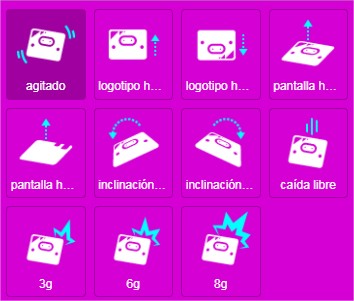 agitado
logotipo h...
logotipo h...
pantalla h...
pantalla h...
inclinación...
inclinación...
caída libre
3g
6g
8g